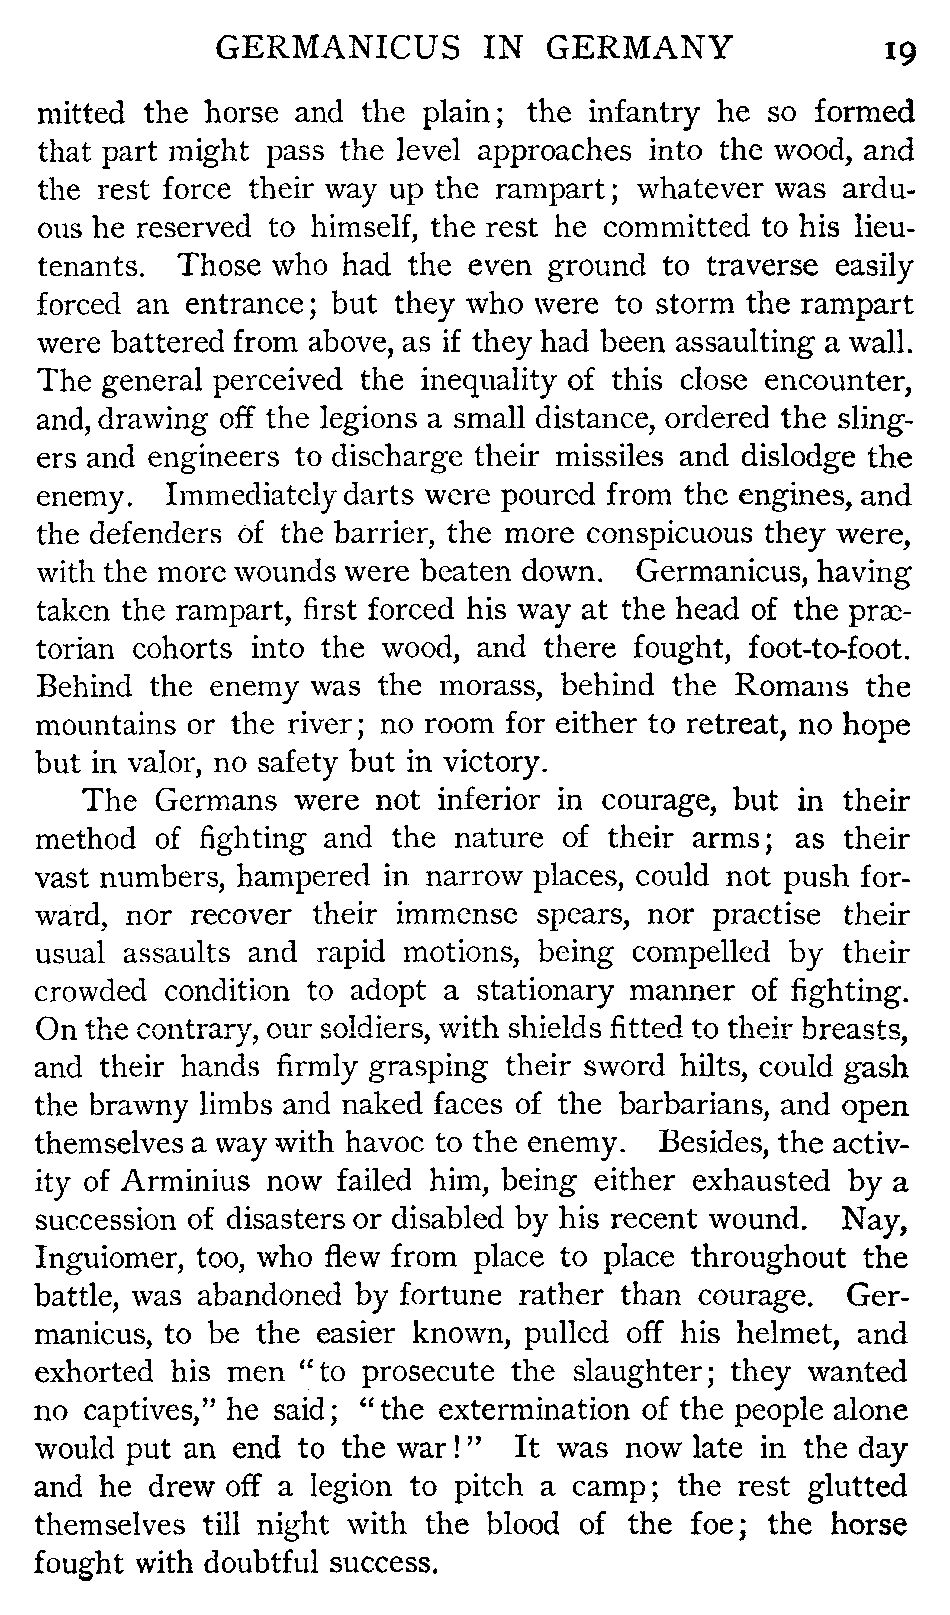 GERMANICUS IN GERMANY 19
mitted the horse and the plain; the infantry he so formed
that part might pass the level approaches into the wood, and
the rest force their way up the rampart; whatever was ardu-
ous he reserved to himself, the rest he committed to his lieu-
tenants. Those who had the even ground to traverse easily
forced an entrance; but they who were to storm the rampart
were battered from above, as if they had been assaulting a wall.
The general perceived the inequality of this close encounter,
and, drawing off the legions a small distance, ordered the sling-
ers and engineers to discharge their missiles and dislodge the
enemy. Immediately darts were poured from the engines, and
the defenders of the barrier, the more conspicuous they were,
with the more wounds were beaten down. Germanicus, having
taken the rampart, first forced his way at the head of the præ-
torian cohorts into the wood, and there fought, foot-to-foot.
Behind the enemy was the morass, behind the Romans the
mountains or the river; no room for either to retreat, no hope
but in valor, no safety but in victory.
The Germans were not inferior in courage, but in their
method of fighting and the nature of their arms; as their
vast numbers, hampered in narrow places, could not push for-
ward, nor recover their immense spears, nor practise their
usual assaults and rapid motions, being compelled by their
crowded condition to adopt a stationary manner of fighting.
On the contrary, our soldiers, with shields fitted to their breasts,
and their hands firmly grasping their sword hilts, could gash
the brawny limbs and naked faces of the barbarians, and open
themselves a way with havoc to the enemy. Besides, the activ-
ity of Arminius now failed him, being either exhausted by a
succession of disasters or disabled by his recent wound. Nay,
Inguiomer, too, who flew from place to place throughout the
battle, was abandoned by fortune rather than courage. Ger-
manicus, to be the easier known, pulled off his helmet, and
exhorted his men "to prosecute the slaughter; they wanted
no captives," he said; "the extermination of the people alone
would put an end to the war!" It was now late in the day
and he drew off a legion to pitch a camp; the rest glutted
themselves till night with the blood of the foe; the horse
fought with doubtful success.